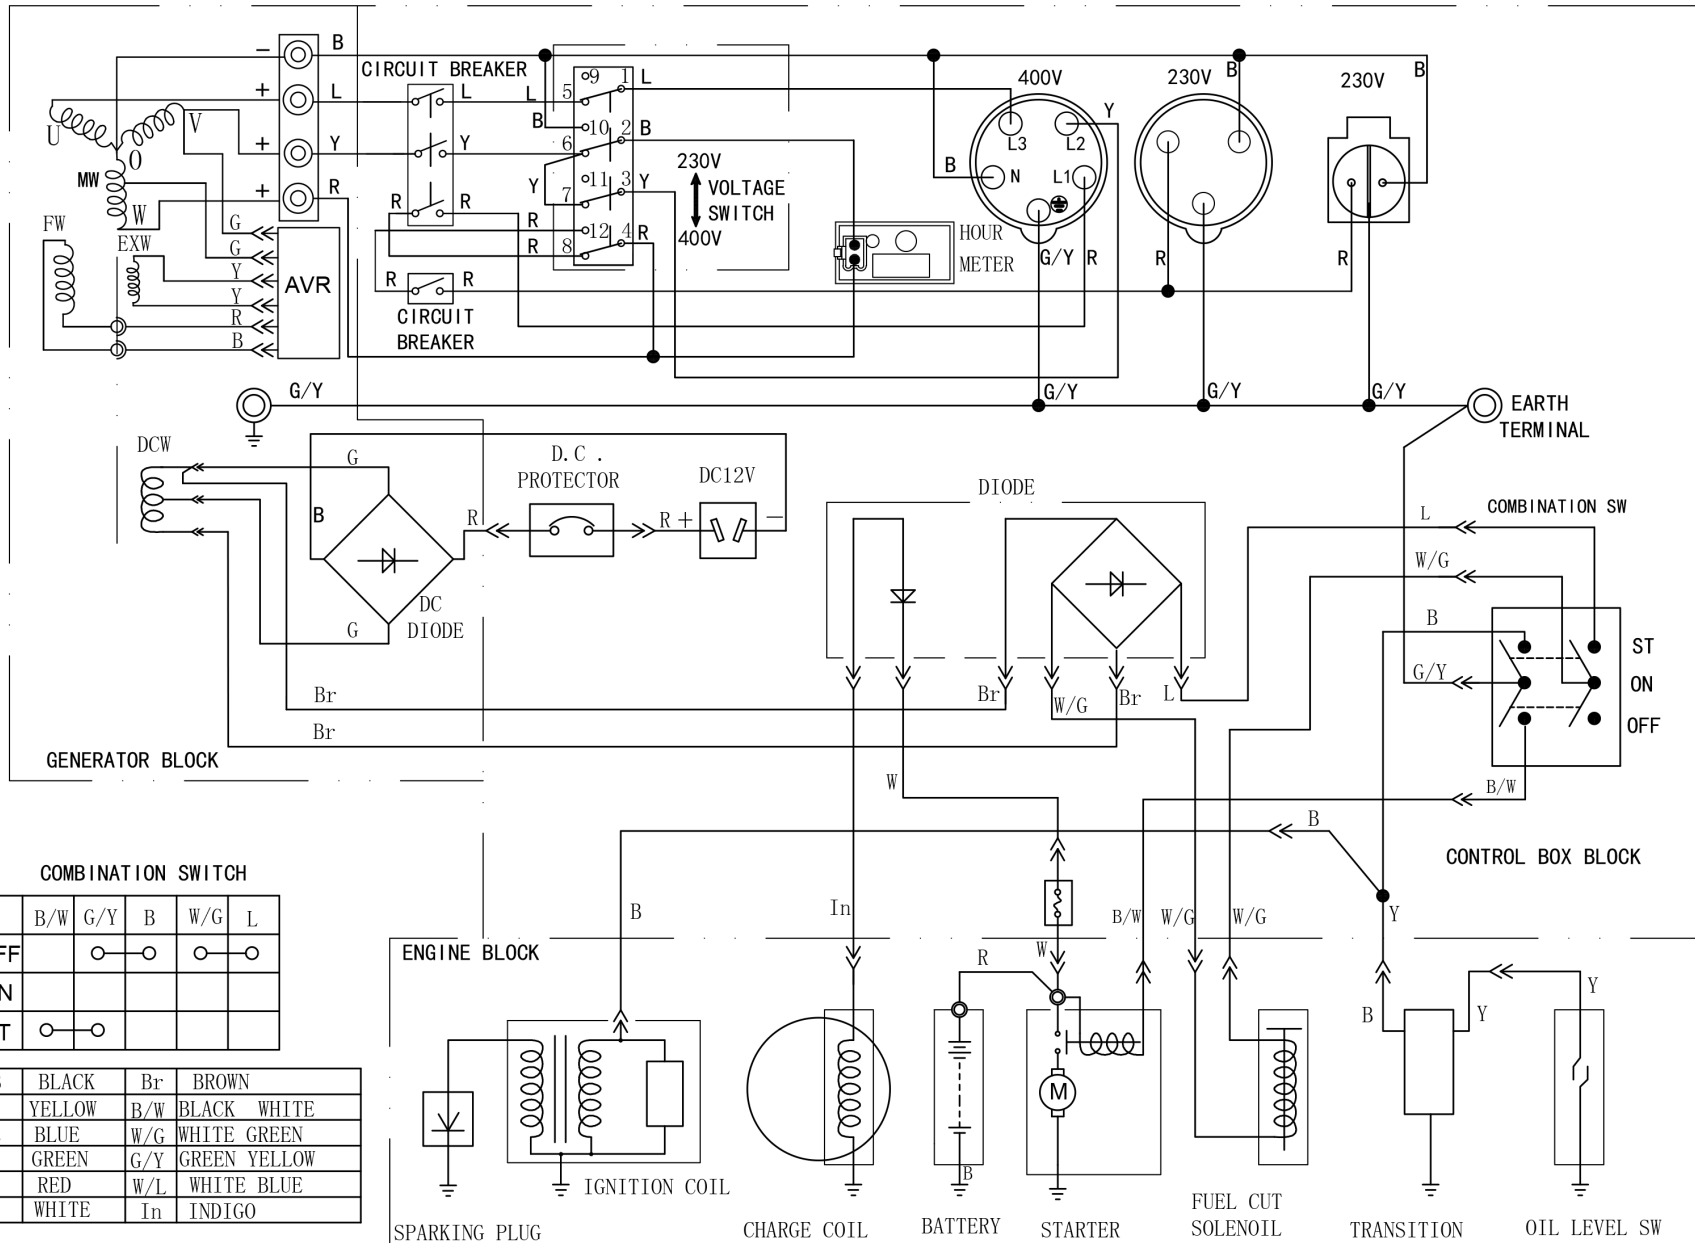 − B
CIRCUIT BREAKER
9 1 L
400V
230V B
230V
B
+ L L L 5
Y
U V
B 10 2 B
L3 L2
+ Y Y 6
O
MW
230V
VOLTAGE
SWITCH
400V
B N L1
+ R
Y 11 3 Y
7
W
R R
R 12 4 R
R 8
FW
G
EXW G
Y
Y
R
B
AVR
R R
CIRCUIT
BREAKER
HOUR
METER
G/Y R
R
R
G/Y
G/Y
G/Y
G/Y
EARTH
TERMINAL
DCW
G
D.C.
PROTECTOR
DC12V
B
R
R + −
DC
DIODE
G
DIODE
L
COMBINATION SW
W/G
B
G/Y
ST
ON
OFF
Br
Br
Br
W/G
Br
L
B/W
GENERATOR BLOCK
W
B
CONTROL BOX BLOCK
COMBINATION SWITCH
B/W G/Y B W/G L
FF
N
T
B
In
B/W
W/G
W/G
Y
ENGINE BLOCK
R
W
B
Y
Y
M
B
BLACK Br BROWN
YELLOW B/W BLACK WHITE
BLUE W/G WHITE GREEN
GREEN G/Y GREEN YELLOW
RED W/L WHITE BLUE
WHITE In INDIGO
SPARKING PLUG
IGNITION COIL
CHARGE COIL
BATTERY
STARTER
FUEL CUT
SOLENOIL
TRANSITION
OIL LEVEL SW